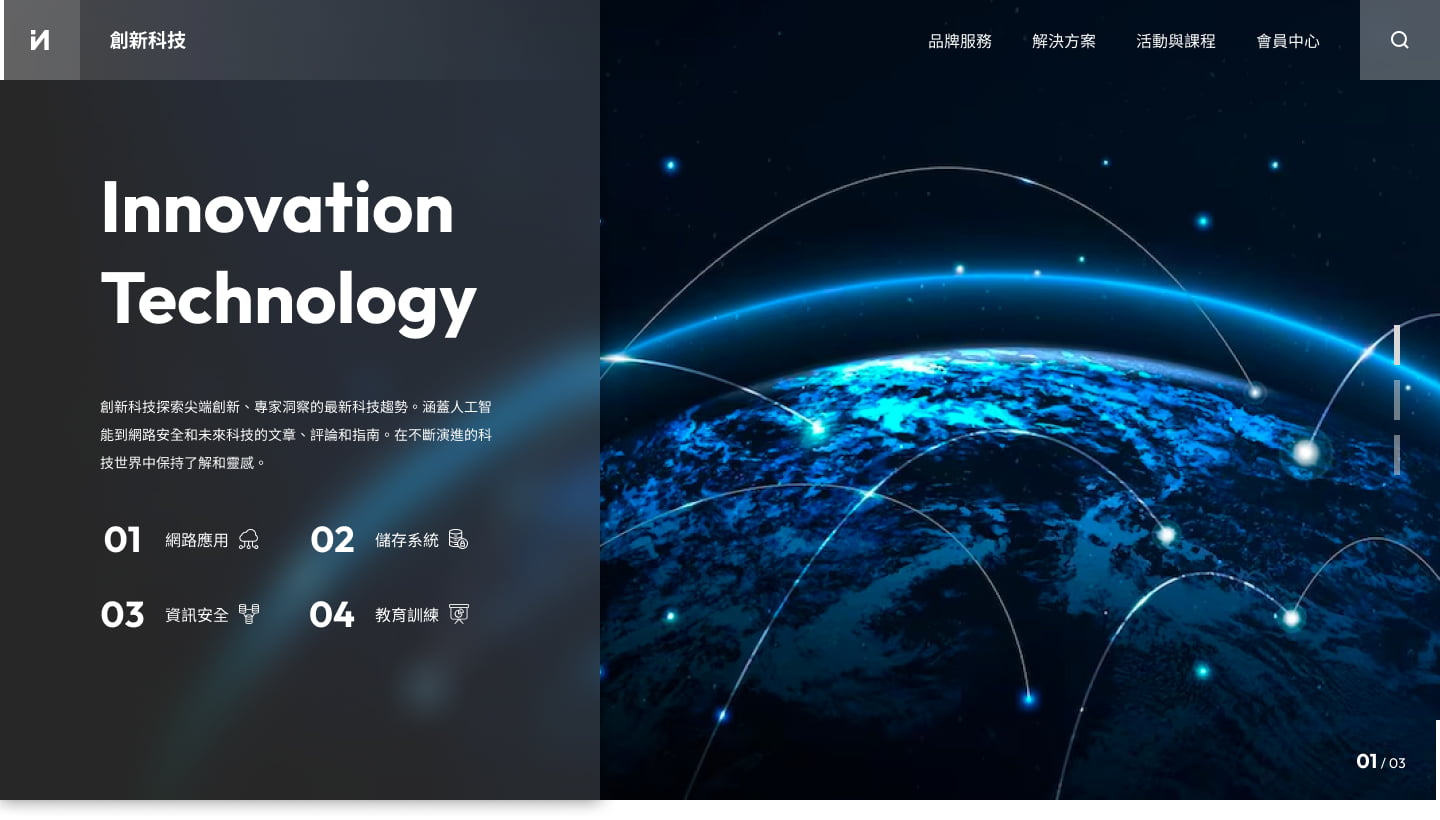 創新科技
品牌服務 解決方案 活動與課程 會員中心
Innovation
Technology
創新科技探索尖端創新、專家洞察的最新科技趨勢。涵蓋人工智
能到網路安全和未來科技的文章、評論和指南。在不斷演進的科
技世界中保持了解和靈感。
01 網路應用 02 儲存系統
03 資訊安全 04 教育訓練
01 / 03